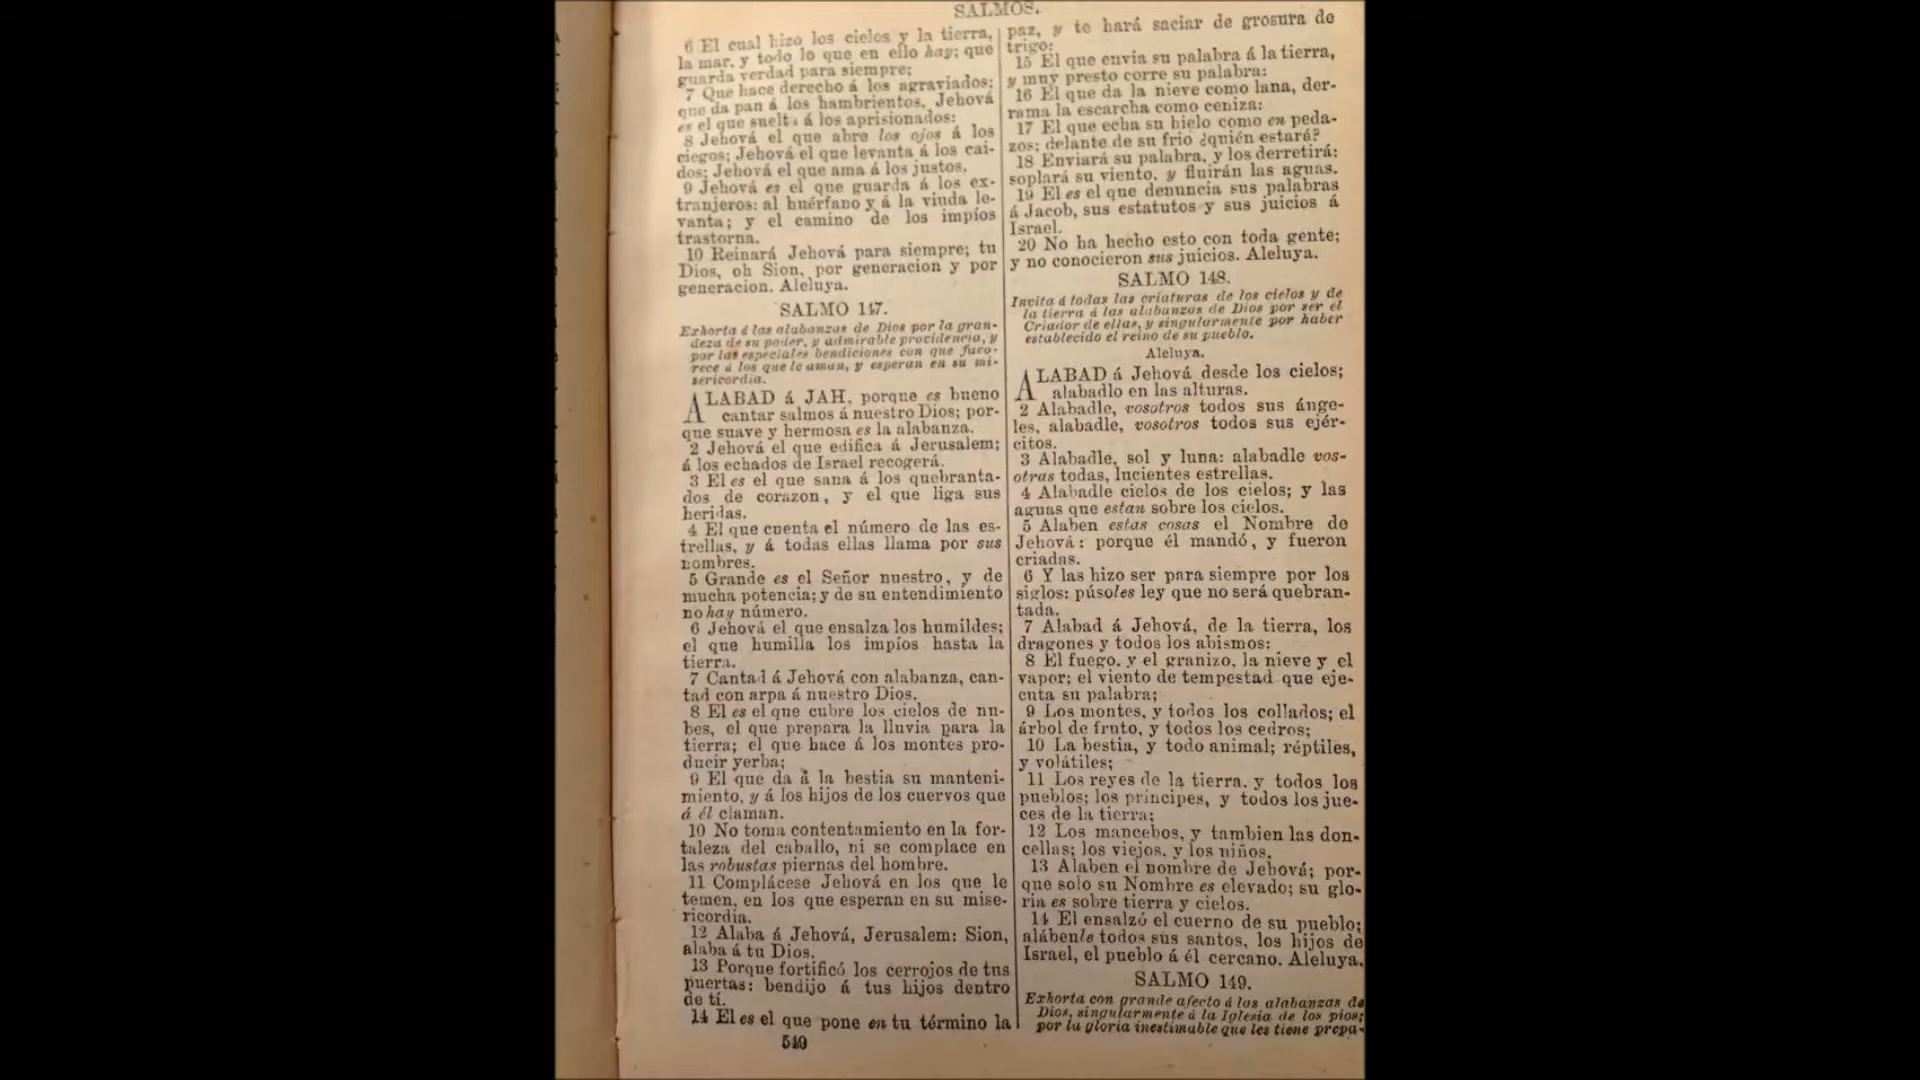 SALMOS.
6 El cual hizo los cielos y la tierra,
la mar, y todo lo que en ello hay; que
guarda verdad para siempre;
7 Que hace derecho á los agraviados;
que da pan á los hambrientos. Jehová
es el que suelta á los aprisionados:
8 Jehová el que abre los ojos á los
ciegos; Jehová el que levanta á los cai-
dos; Jehová el que ama á los justos.
9 Jehová es el que guarda á los ex-
tranjeros: al huérfano y á la viuda le-
vanta; y el camino de los impíos
trastorna.
10 Reinará Jehová para siempre; tu
Dios, oh Sion, por generacion y por
generacion. Aleluya.
SALMO 147.
Exhorta á las alabanzas de Dios por la gran-
deza de su poder, y admirable providencia, y
por las especiales bendiciones con que favo-
rece á los que le aman, y esperan en su mi-
sericordia.
ALABAD á JAH, porque es bueno
cantar salmos á nuestro Dios; por-
que suave y hermosa es la alabanza.
2 Jehová el que edifica á Jerusalem;
á los echados de Israel recogerá.
3 El es el que sana á los quebranta-
dos de corazon, y el que liga sus
heridas.
4 El que cuenta el número de las es-
trellas, y á todas ellas llama por sus
nombres.
5 Grande es el Señor nuestro, y de
mucha potencia; y de su entendimiento
no hay número.
6 Jehová el que ensalza los humildes;
el que humilla los impíos hasta la
tierra.
7 Cantad á Jehová con alabanza, can-
tad con arpa á nuestro Dios.
8 El es el que cubre los cielos de nu-
bes, el que prepara la lluvia para la
tierra; el que hace á los montes pro-
ducir yerba;
9 El que da á la bestia su manteni-
miento, y á los hijos de los cuervos que
á él claman.
10 No toma contentamiento en la for-
taleza del caballo, ni se complace en
las robustas piernas del hombre.
11 Complácese Jehová en los que le
temen, en los que esperan en su mise-
ricordia.
12 Alaba á Jehová, Jerusalem: Sion,
alaba á tu Dios.
13 Porque fortificó los cerrojos de tus
puertas: bendijo á tus hijos dentro
de tí.
14 El es el que pone en tu término la
549
paz, y te hará saciar de grosura de
trigo:
15 El que envia su palabra á la tierra,
y muy presto corre su palabra:
16 El que da la nieve como lana, der-
rama la escarcha como ceniza:
17 El que echa su hielo como en peda-
zos; delante de su frio ¿quién estará?
18 Enviará su palabra, y los derretirá:
soplará su viento, y fluirán las aguas.
19 El es el que denuncia sus palabras
á Jacob, sus estatutos y sus juicios á
Israel.
20 No ha hecho esto con toda gente;
y no conocieron sus juicios. Aleluya.
SALMO 148.
Invita á todas las criaturas de los cielos y de
la tierra á las alabanzas de Dios por ser el
Criador de ellas, y singularmente por haber
establecido el reino de su pueblo.
Aleluya.
ALABAD á Jehová desde los cielos;
alabadlo en las alturas.
2 Alabadle, vosotros todos sus ánge-
les, alabadle, vosotros todos sus ejér-
citos.
3 Alabadle, sol y luna: alabadle vos-
otras todas, lucientes estrellas.
4 Alabadle cielos de los cielos; y las
aguas que estan sobre los cielos.
5 Alaben estas cosas el Nombre de
Jehová: porque él mandó, y fueron
criadas.
6 Y las hizo ser para siempre por los
siglos: púsoles ley que no será quebran-
tada.
7 Alabad á Jehová, de la tierra, los
dragones y todos los abismos:
8 El fuego, y el granizo, la nieve y el
vapor; el viento de tempestad que eje-
cuta su palabra;
9 Los montes, y todos los collados; el
árbol de fruto, y todos los cedros;
10 La bestia, y todo animal; réptiles,
y volátiles;
11 Los reyes de la tierra, y todos los
pueblos; los príncipes, y todos los jue-
ces de la tierra;
12 Los mancebos, y tambien las don-
cellas; los viejos, y los niños,
13 Alaben el nombre de Jehová; por-
que solo su Nombre es elevado; su glo-
ria es sobre tierra y cielos.
14 El ensalzó el cuerno de su pueblo;
alábenle todos sus santos, los hijos de
Israel, el pueblo á él cercano. Aleluya.
SALMO 149.
Exhorta con grande afecto á las alabanzas de
Dios, singularmente á la Iglesia de los pios;
por la gloria inestimable que les tiene prepa-